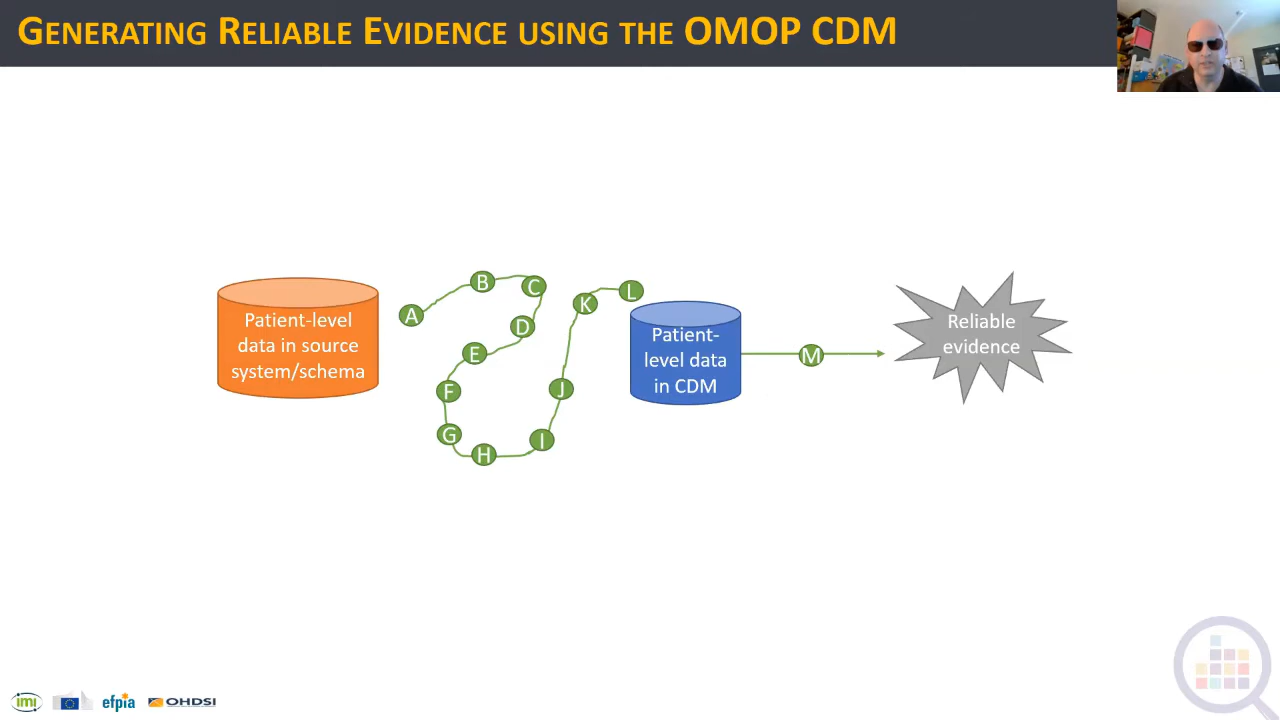 GENERATING RELIABLE EVIDENCE USING THE OMOP CDM
Patient-level
data in source
system/schema
A
B
C
D
E
F
G
H
I
J
K
L
Patient-
level data
in CDM
M
Reliable
evidence
imi
efpia
OHDSI